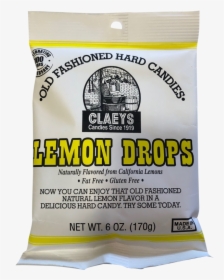 OLD FASHIONED HARD CANDIES
CLAEYS
Candies Since 1919
LEMON DROPS
Naturally Flavored from California Lemons
• Fat Free • Gluten Free •
NOW YOU CAN ENJOY THAT OLD FASHIONED
NATURAL LEMON FLAVOR IN A
DELICIOUS HARD CANDY. TRY SOME TODAY.
MADE IN
U.S.A.
NET WT. 6 OZ. (170g)